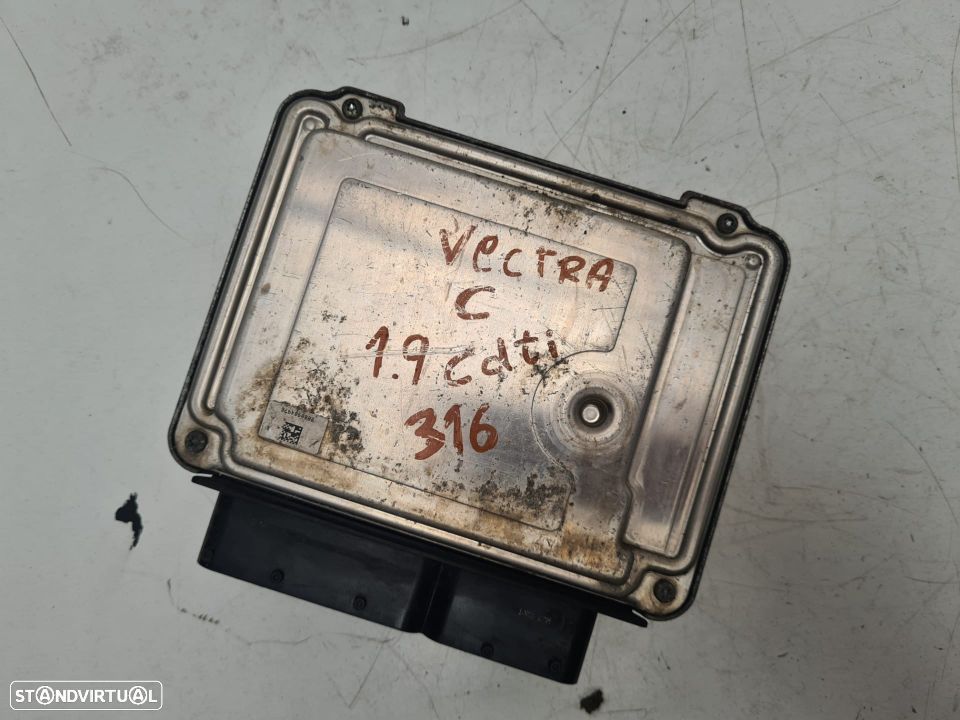 VectRA
C
1.9 cdti
316
STANDVIRTUAL